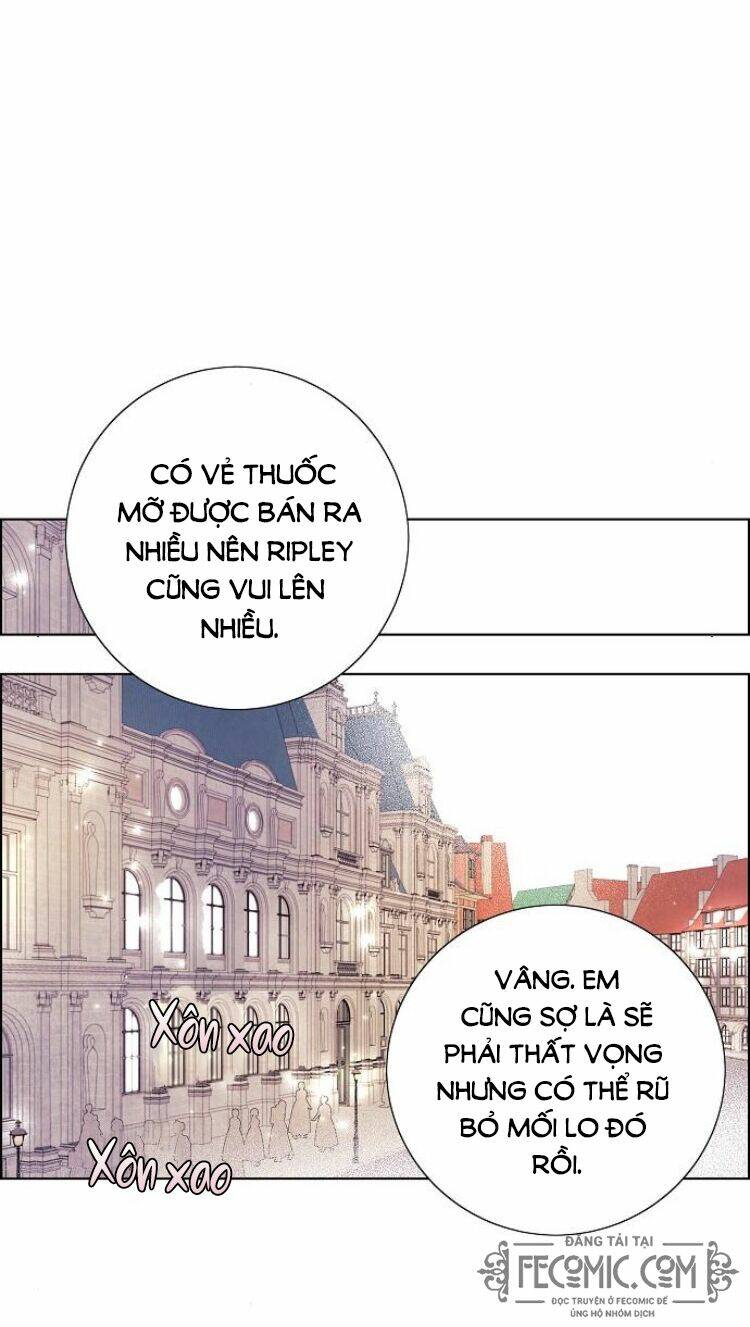 CÓ VẺ THUỐC
MỠ ĐƯỢC BÁN RA
NHIỀU NÊN RIPLEY
CŨNG VUI LÊN
NHIỀU.
Xôn xao
VÂNG. EM
CŨNG SỢ LÀ SẼ
PHẢI THẤT VỌNG
NHƯNG CÓ THỂ RŨ
BỎ MỐI LO ĐÓ
RỒI.
Xôn xao
ĐĂNG TẢI TẠI
FECOMIC.COM
ĐỌC TRUYỆN Ở FECOMIC ĐỂ
ỦNG HỘ NHÓM DỊCH